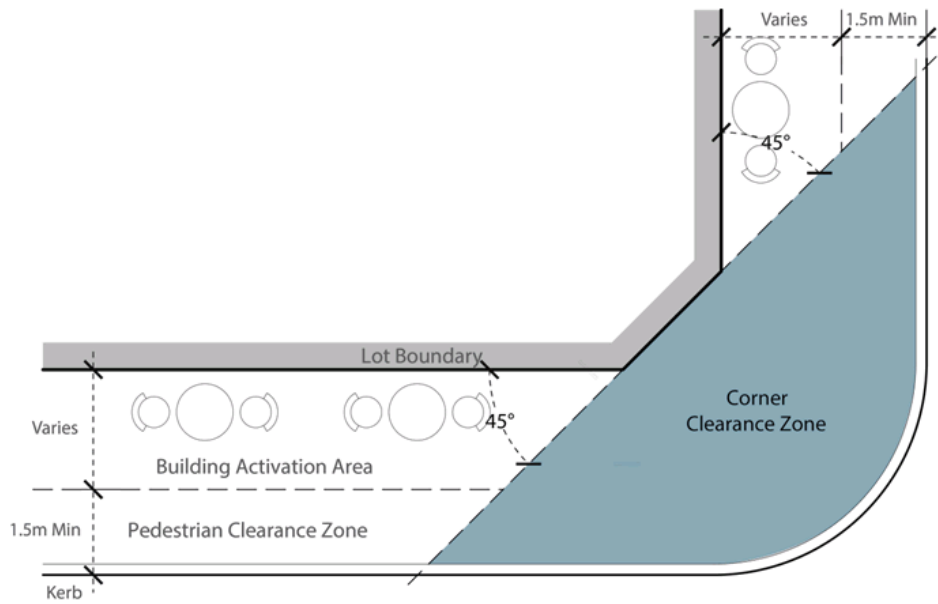 Varies
1.5m Min
45°
Lot Boundary
Corner
Clearance Zone
45°
Varies
Building Activation Area
1.5m Min
Pedestrian Clearance Zone
Kerb